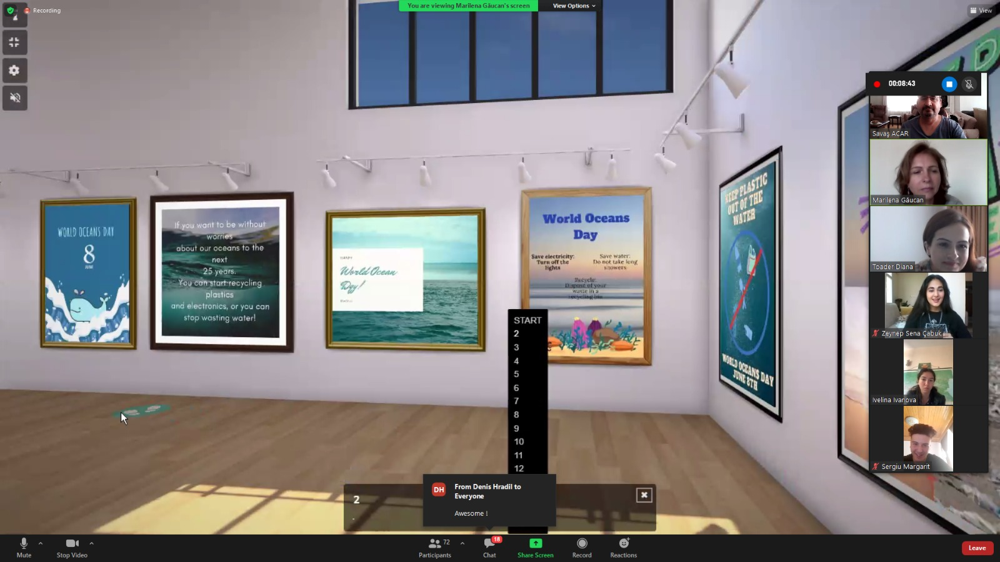 Recording
You are viewing Marilena Găucan's screen
View Options
View
00:08:43
Savaş ACAR
Marilena Găucan
Toader Diana
Zeynep Sena Çabuk
Ivelina Ivanova
Sergiu Margarit
WORLD OCEANS DAY
8
JUNE
If you want to be without
worries
about our oceans to the
next
25 years.
You can start recycling
plastics
and electronics, or you can
stop wasting water!
HAPPY
World Ocean
Day!
World Oceans
Day
Save electricity:
Turn off the
lights
Save water:
Do not take long
showers
Recycle:
Dispose of your
waste in a
recycling bin
KEEP PLASTIC
OUT OF THE
WATER
WORLD OCEANS DAY
JUNE 8TH
START
2
3
4
5
6
7
8
9
10
11
12
2
.
DH
From Denis Hradil to
Everyone
Awesome !
Mute
Stop Video
72
Participants
18
Chat
Share Screen
Record
Reactions
Leave